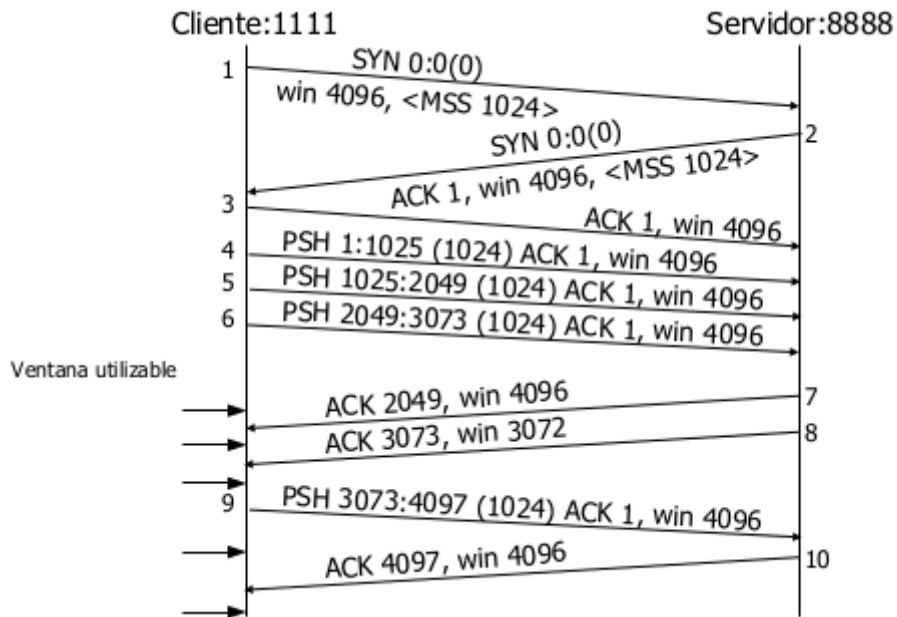 Cliente:1111
Servidor:8888
1
SYN 0:0(0)
win 4096, <MSS 1024>
2
SYN 0:0(0)
ACK 1, win 4096, <MSS 1024>
3
ACK 1, win 4096
4
PSH 1:1025 (1024) ACK 1, win 4096
5
PSH 1025:2049 (1024) ACK 1, win 4096
6
PSH 2049:3073 (1024) ACK 1, win 4096
Ventana utilizable
7
ACK 2049, win 4096
8
ACK 3073, win 3072
9
PSH 3073:4097 (1024) ACK 1, win 4096
10
ACK 4097, win 4096